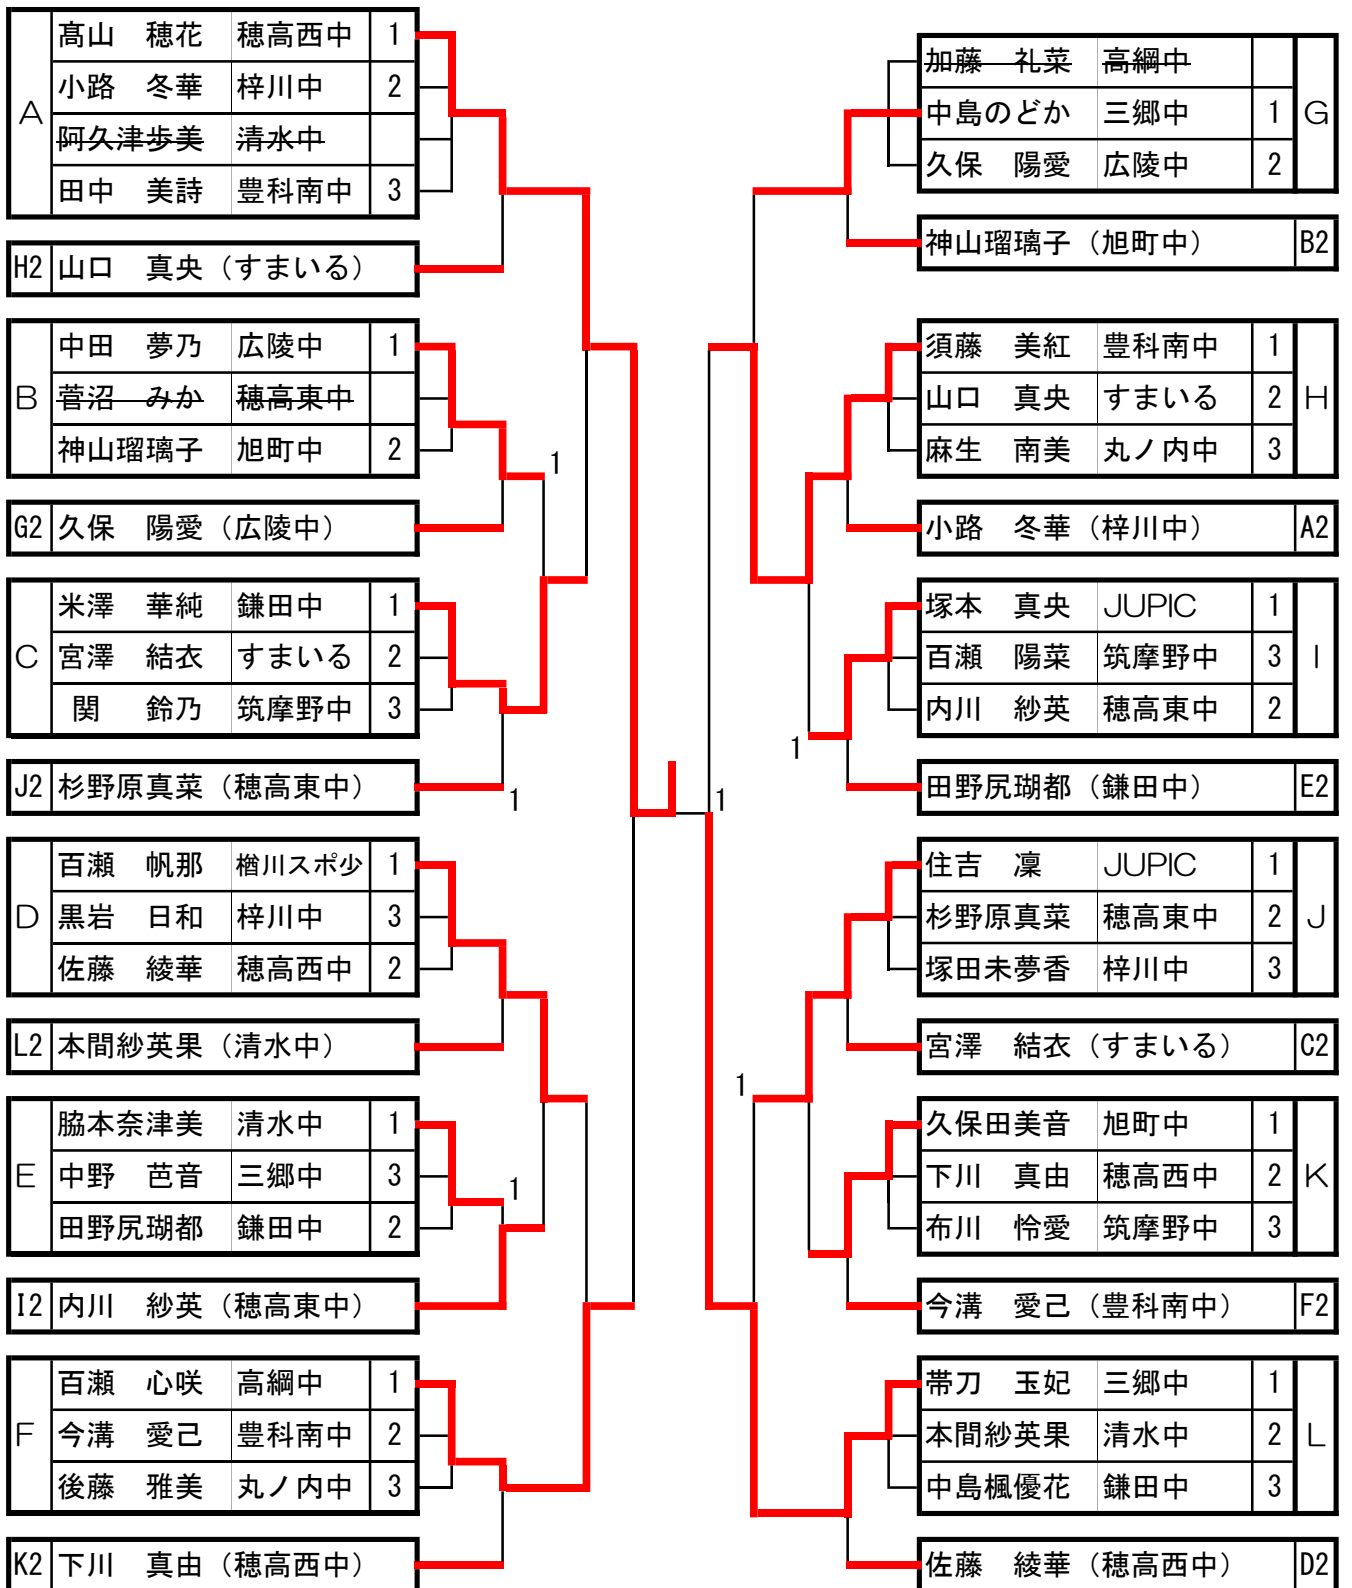 A
髙山 穂花 穂高西中 1
小路 冬華 梓川中 2
阿久津歩美 清水中
田中 美詩 豊科南中 3
H2 山口 真央（すまいる）
B
中田 夢乃 広陵中 1
菅沼 みか 穂高東中
神山瑠璃子 旭町中 2
1
G2 久保 陽愛（広陵中）
C
米澤 華純 鎌田中 1
宮澤 結衣 すまいる 2
関 鈴乃 筑摩野中 3
J2 杉野原真菜（穂高東中）
1
D
百瀬 帆那 楢川スポ少 1
黒岩 日和 梓川中 3
佐藤 綾華 穂高西中 2
L2 本間紗英果（清水中）
E
脇本奈津美 清水中 1
中野 芭音 三郷中 3
田野尻瑚都 鎌田中 2
1
I2 内川 紗英（穂高東中）
F
百瀬 心咲 高綱中 1
今溝 愛己 豊科南中 2
後藤 雅美 丸ノ内中 3
K2 下川 真由（穂高西中）
1
加藤 礼菜 高綱中
中島のどか 三郷中 1
久保 陽愛 広陵中 2
G
神山瑠璃子（旭町中） B2
須藤 美紅 豊科南中 1
山口 真央 すまいる 2
麻生 南美 丸ノ内中 3
H
小路 冬華（梓川中） A2
塚本 真央 JUPIC 1
百瀬 陽菜 筑摩野中 3
内川 紗英 穂高東中 2
I
1
田野尻瑚都（鎌田中） E2
住吉 凜 JUPIC 1
杉野原真菜 穂高東中 2
塚田未夢香 梓川中 3
J
宮澤 結衣（すまいる） C2
1
久保田美音 旭町中 1
下川 真由 穂高西中 2
布川 怜愛 筑摩野中 3
K
今溝 愛己（豊科南中） F2
帯刀 玉妃 三郷中 1
本間紗英果 清水中 2
中島楓優花 鎌田中 3
L
佐藤 綾華（穂高西中） D2